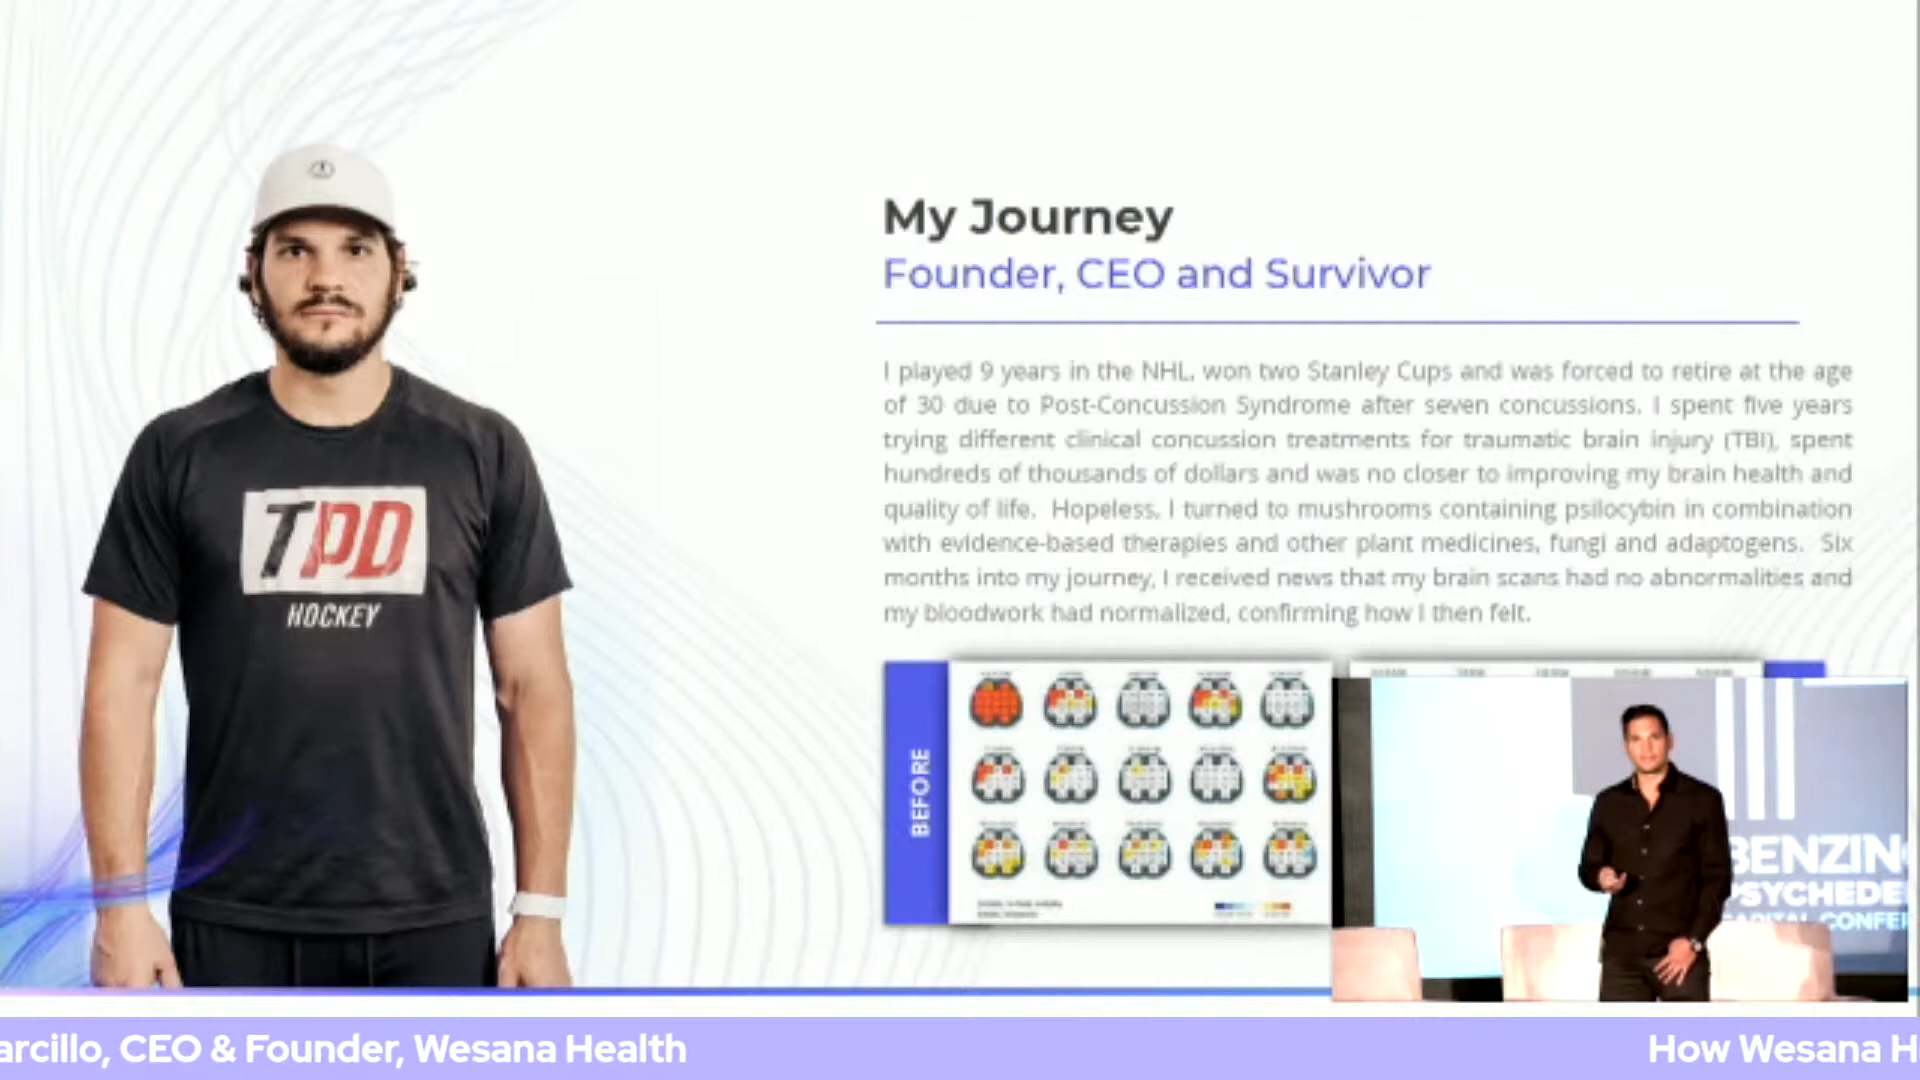 My Journey
Founder, CEO and Survivor
I played 9 years in the NHL, won two Stanley Cups and was forced to retire at the age
of 30 due to Post-Concussion Syndrome after seven concussions. I spent five years
trying different clinical concussion treatments for traumatic brain injury (TBI), spent
hundreds of thousands of dollars and was no closer to improving my brain health and
quality of life. Hopeless, I turned to mushrooms containing psilocybin in combination
with evidence-based therapies and other plant medicines, fungi and adaptogens. Six
months into my journey, I received news that my brain scans had no abnormalities and
my bloodwork had normalized, confirming how I then felt.
TPD
HOCKEY
BEFORE
BENZIN
PSYCHEDE
CAPITAL CONFE
arcillo, CEO & Founder, Wesana Health
How Wesana H